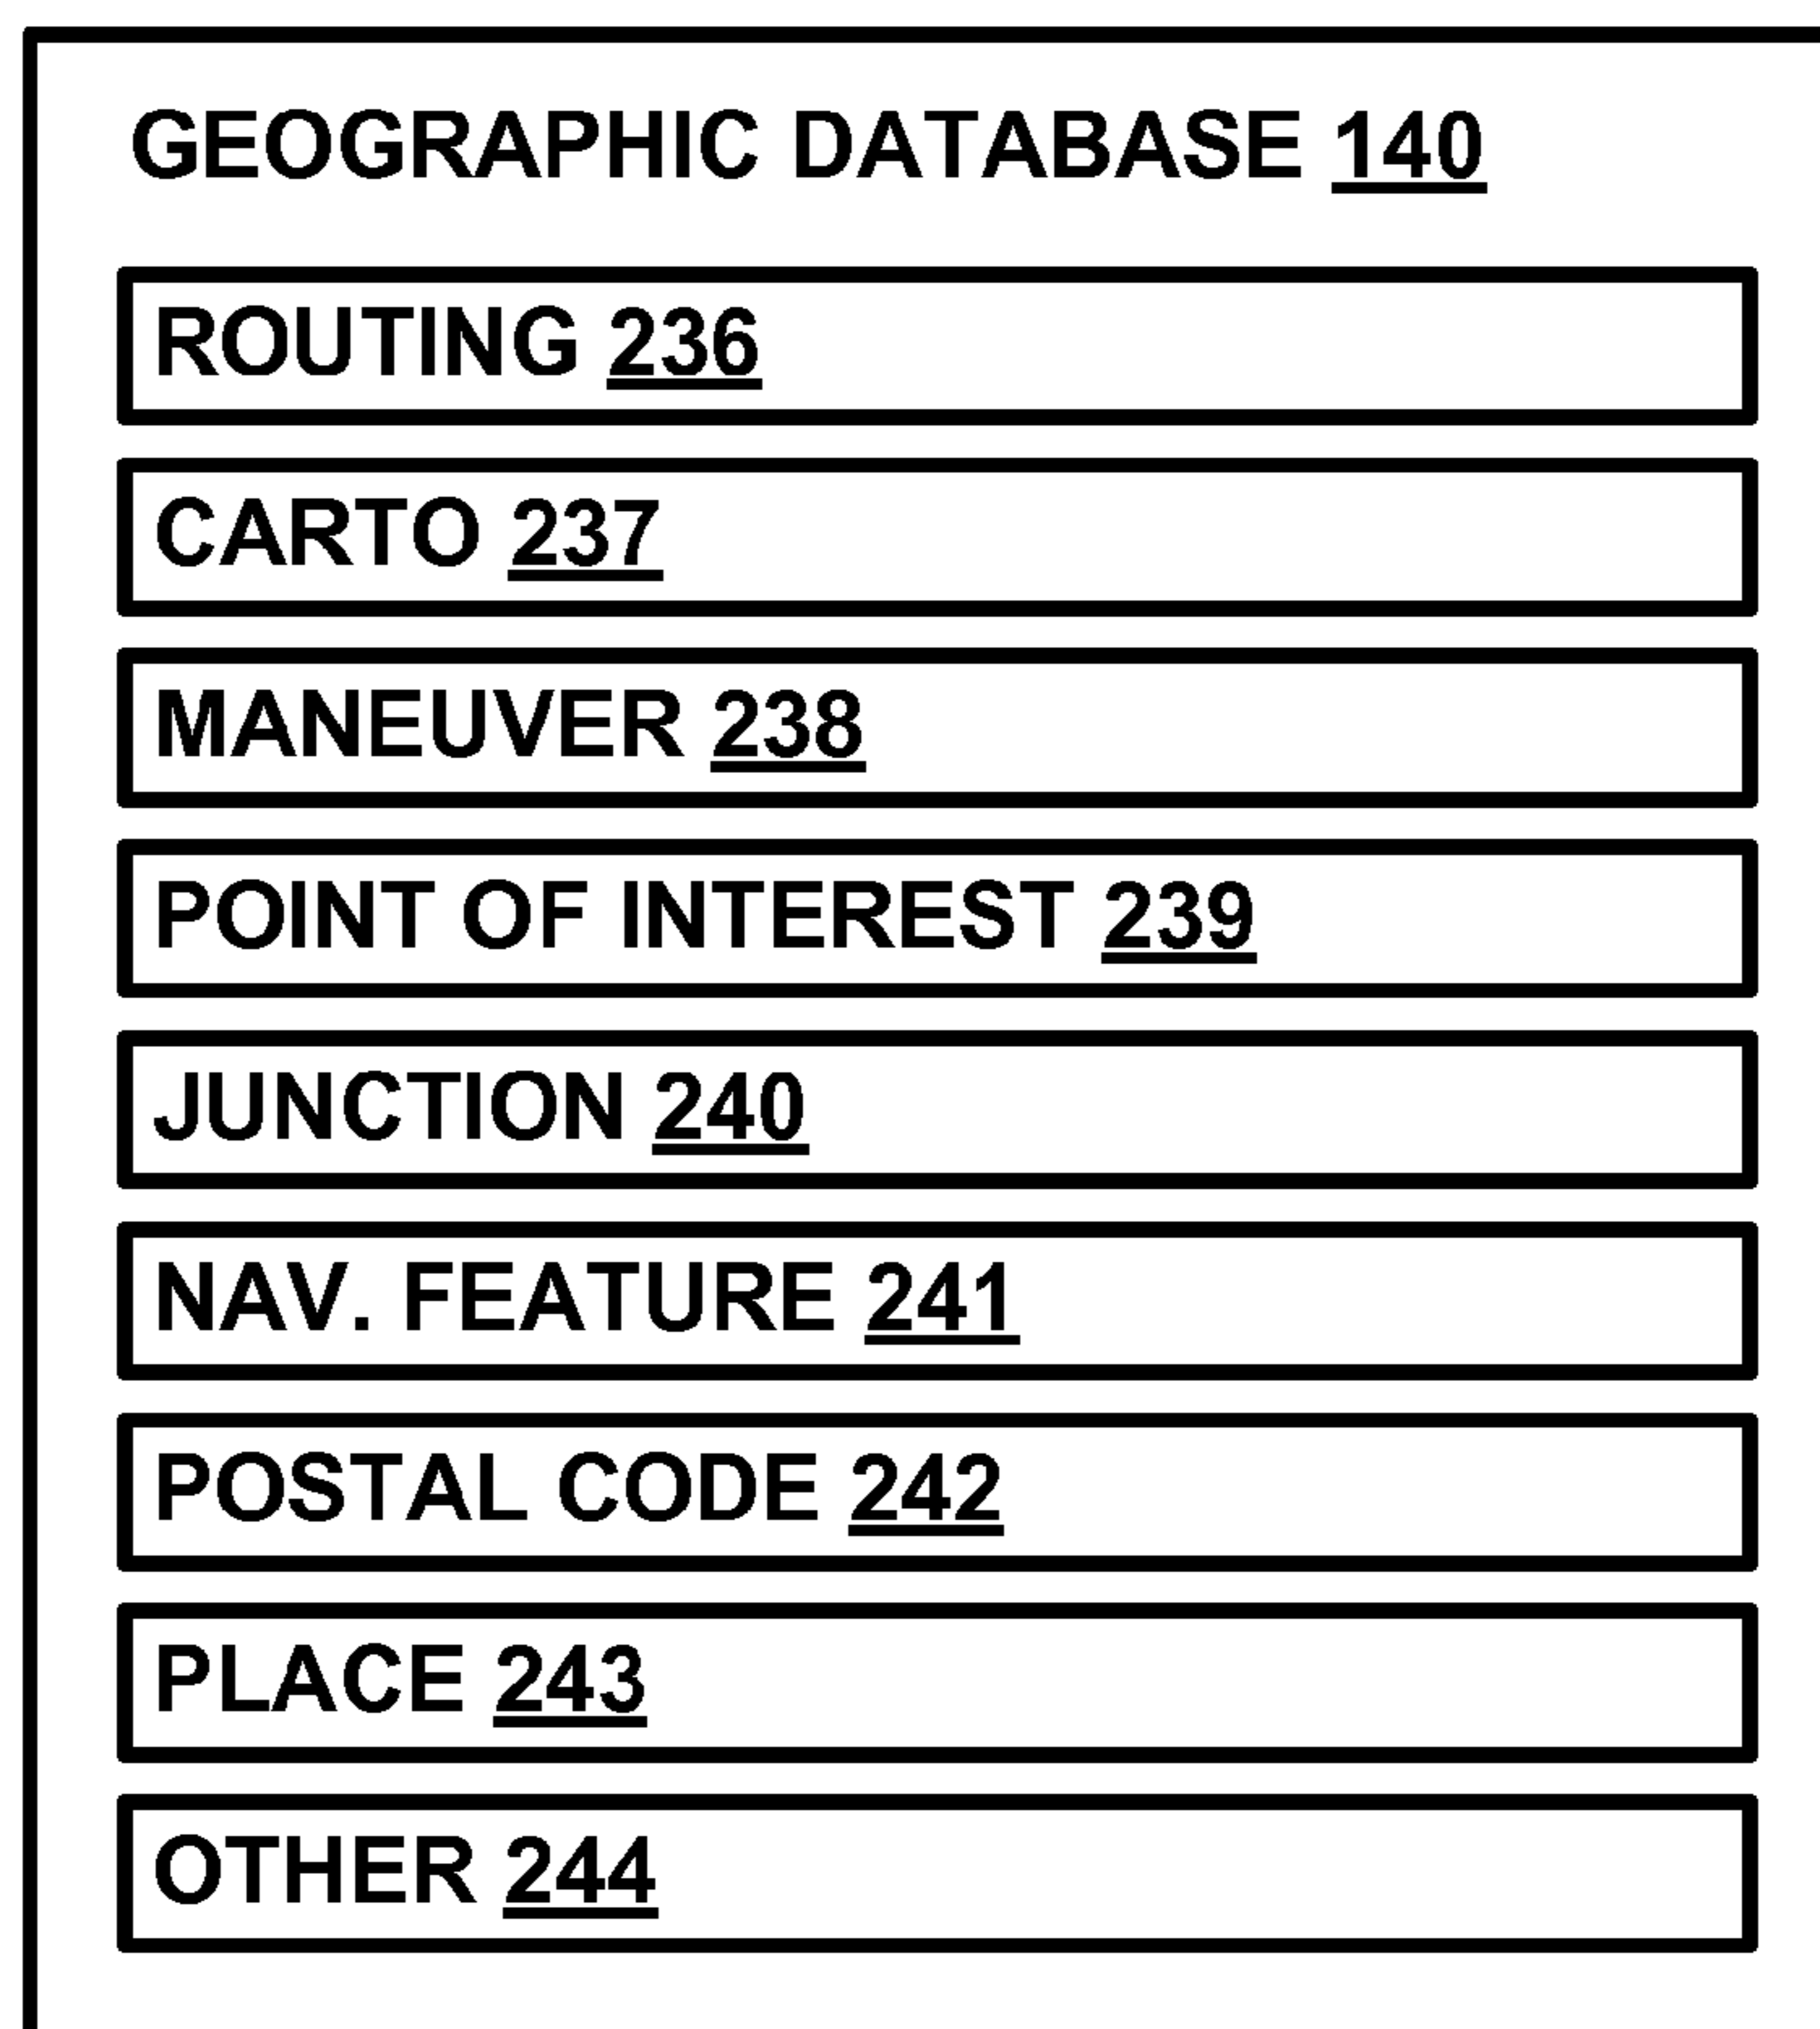 GEOGRAPHIC DATABASE 140
ROUTING 236
CARTO 237
MANEUVER 238
POINT OF INTEREST 239
JUNCTION 240
NAV. FEATURE 241
POSTAL CODE 242
PLACE 243
OTHER 244